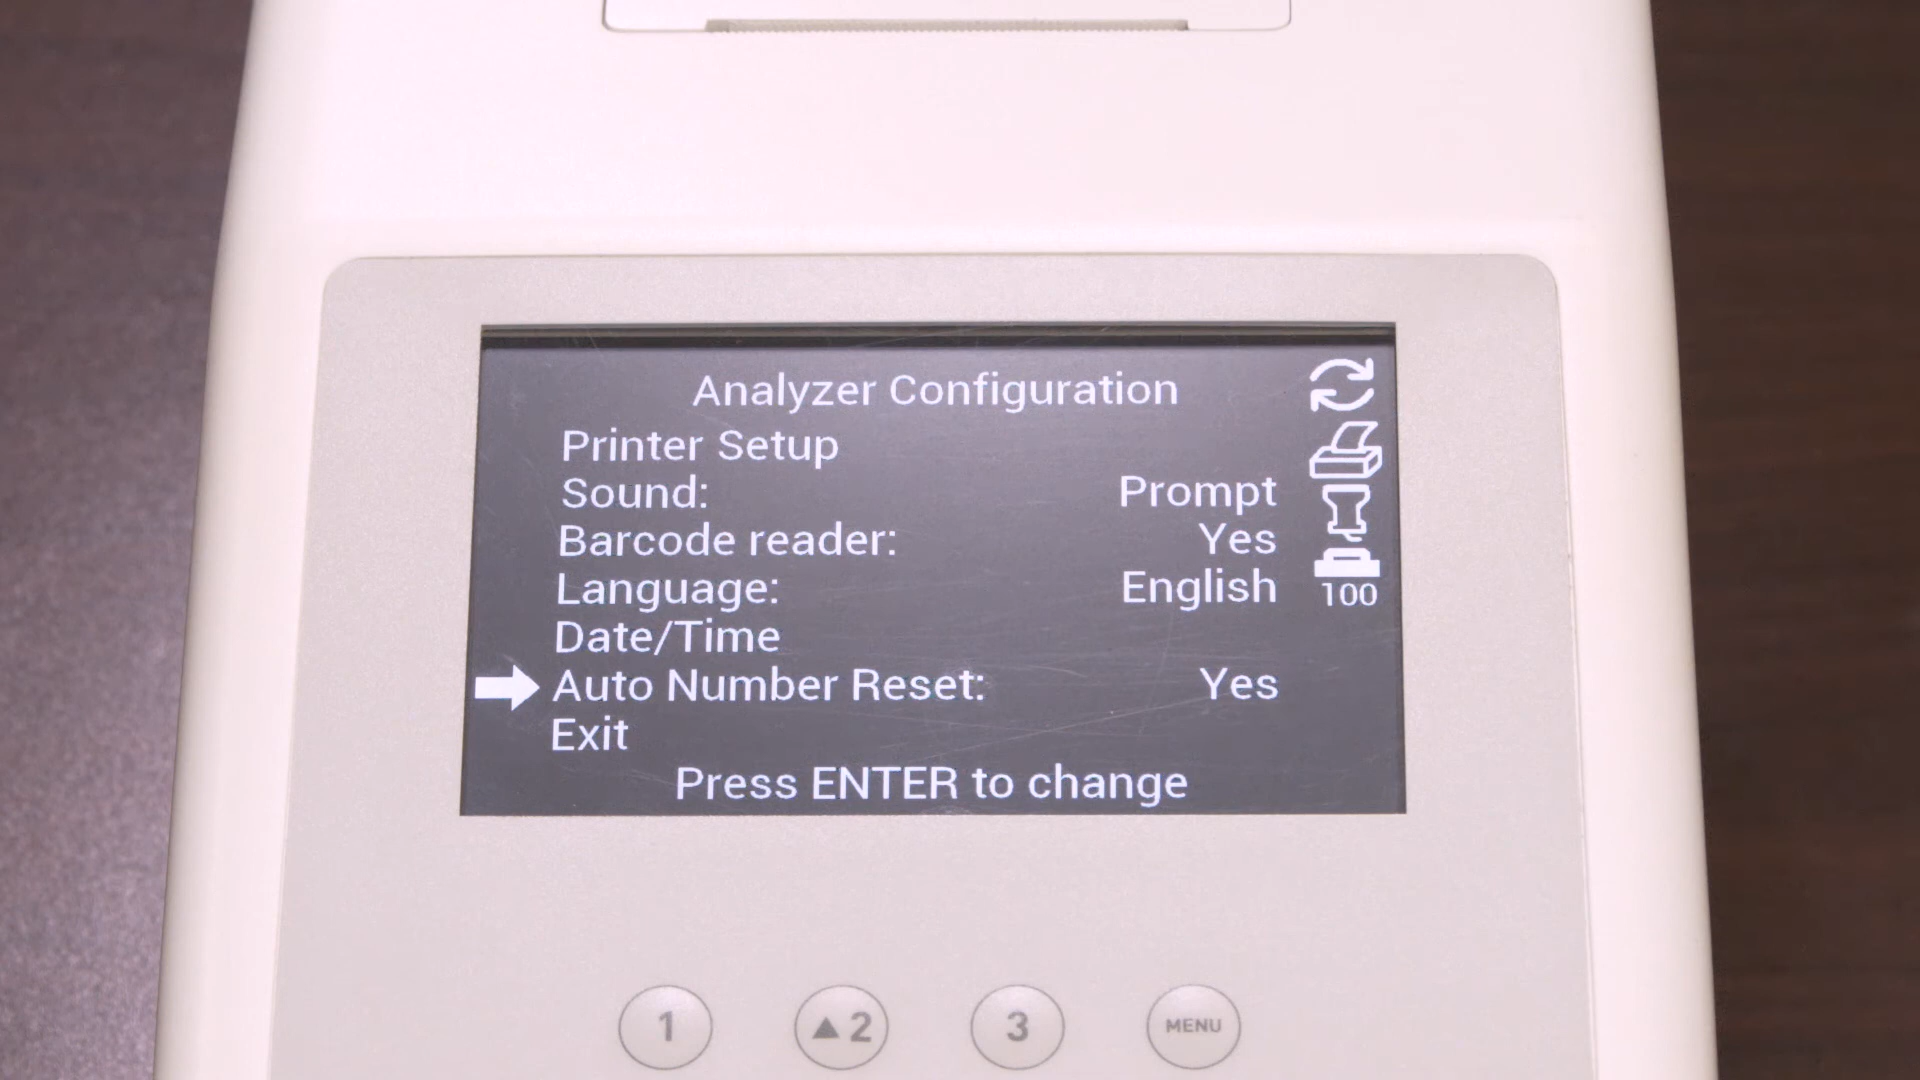 Analyzer Configuration
Printer Setup
Sound: Prompt
Barcode reader: Yes
Language: English
100
Date/Time
Auto Number Reset: Yes
Exit
Press ENTER to change
1 ▲2 3 MENU